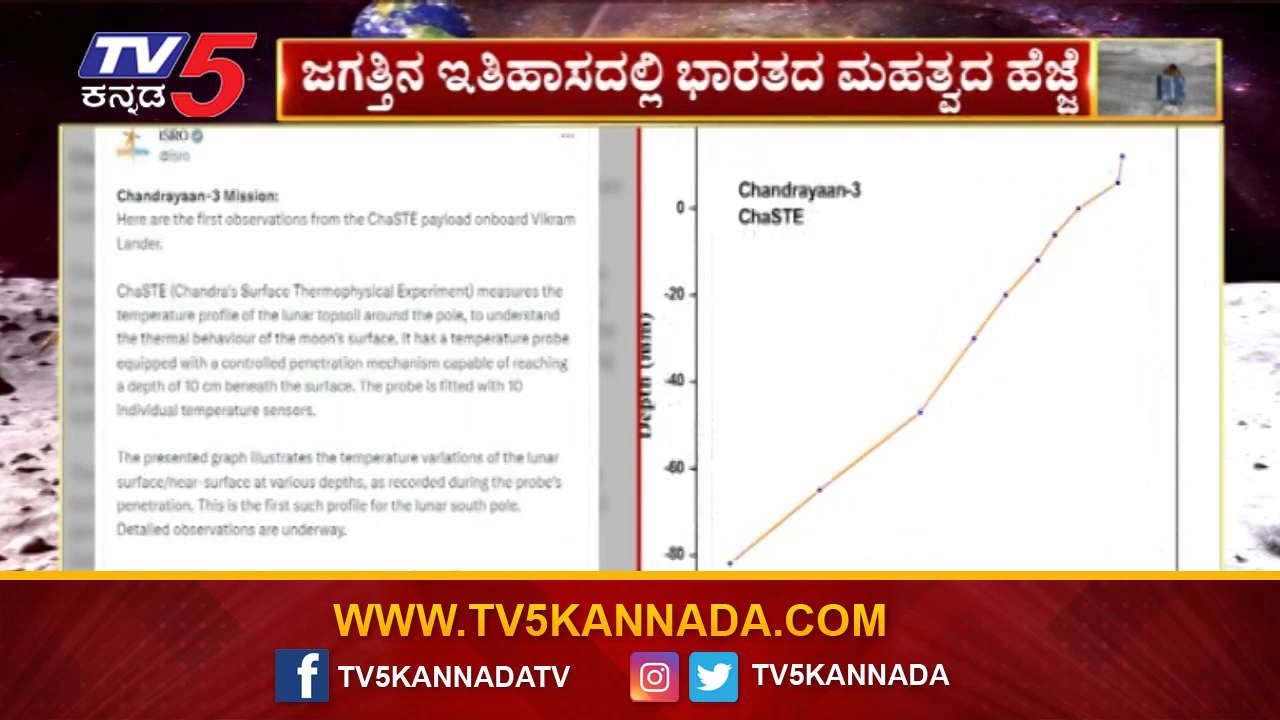 TV5
ಕನ್ನಡ
ಜಗತ್ತಿನ ಇತಿಹಾಸದಲ್ಲಿ ಭಾರತದ ಮಹತ್ವದ ಹೆಜ್ಜೆ
ISRO
@isro
Chandrayaan-3 Mission:
Here are the first observations from the ChaSTE payload onboard Vikram
Lander.
ChaSTE (Chandra's Surface Thermophysical Experiment) measures the
temperature profile of the lunar topsoil around the pole, to understand
the thermal behaviour of the moon's surface. It has a temperature probe
equipped with a controlled penetration mechanism capable of reaching
a depth of 10 cm beneath the surface. The probe is fitted with 10
individual temperature sensors.
The presented graph illustrates the temperature variations of the lunar
surface/near-surface at various depths, as recorded during the probe's
penetration. This is the first such profile for the lunar south pole.
Detailed observations are underway.
Chandrayaan-3
ChaSTE
0
-20
-40
-60
-80
Depth (mm)
WWW.TV5KANNADA.COM
TV5KANNADATV
TV5KANNADA